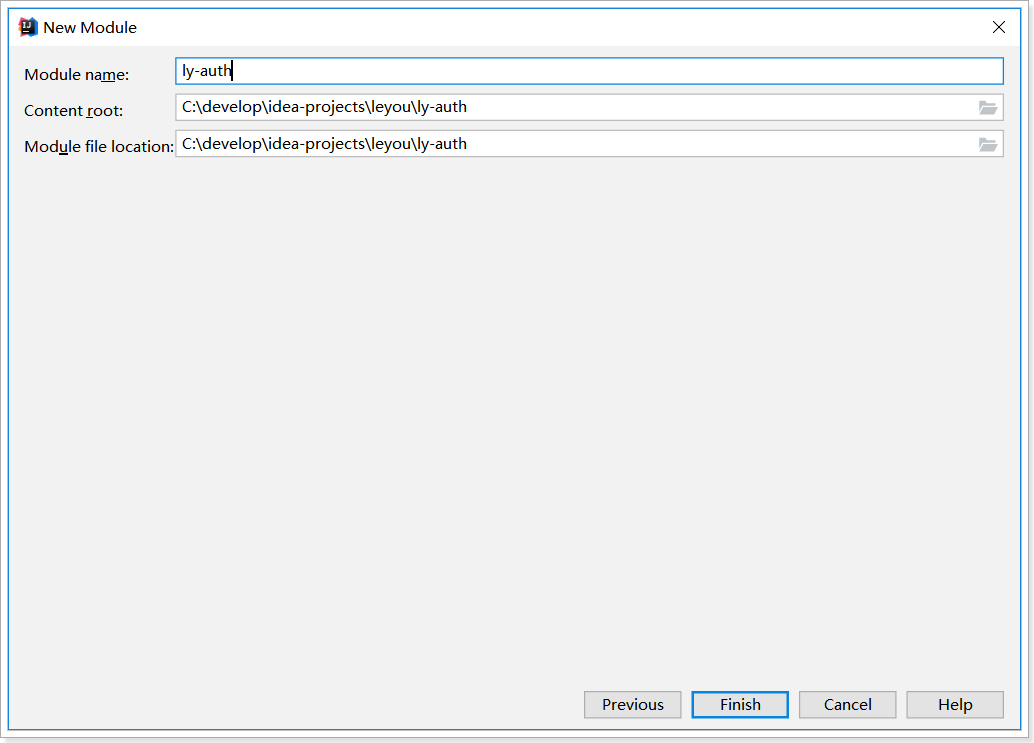 New Module
Module name: ly-auth
Content root: C:\develop\idea-projects\leyou\ly-auth
Module file location: C:\develop\idea-projects\leyou\ly-auth
Previous Finish Cancel Help